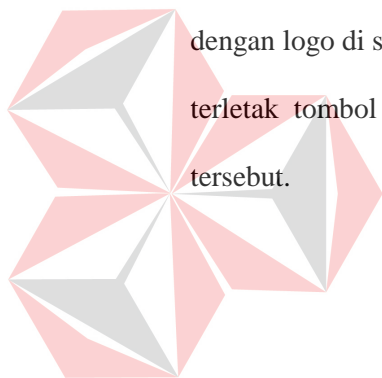 dengan logo di s
terletak tombol
tersebut.